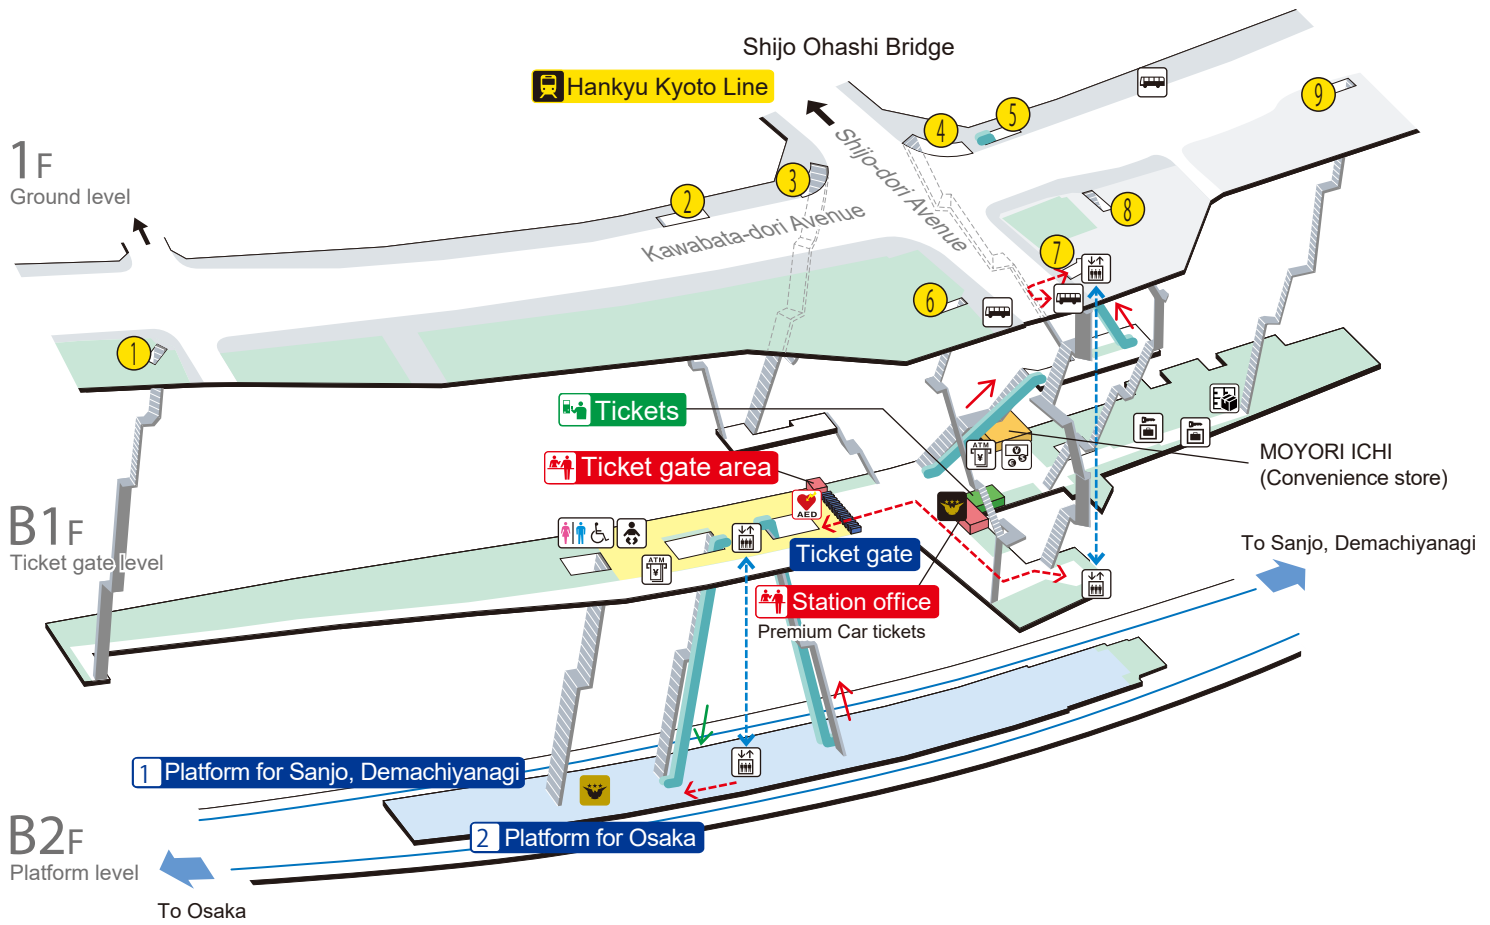 Shijo Ohashi Bridge
Hankyu Kyoto Line
9
5
4
1F
Ground level
Shijo-dori Avenue
3
2
8
Kawabata-dori Avenue
7
6
1
Tickets
Ticket gate area
ATM
MOYORI ICHI
(Convenience store)
AED
B1F
Ticket gate level
ATM
Ticket gate
To Sanjo, Demachiyanagi
Station office
Premium Car tickets
1 Platform for Sanjo, Demachiyanagi
2 Platform for Osaka
B2F
Platform level
To Osaka